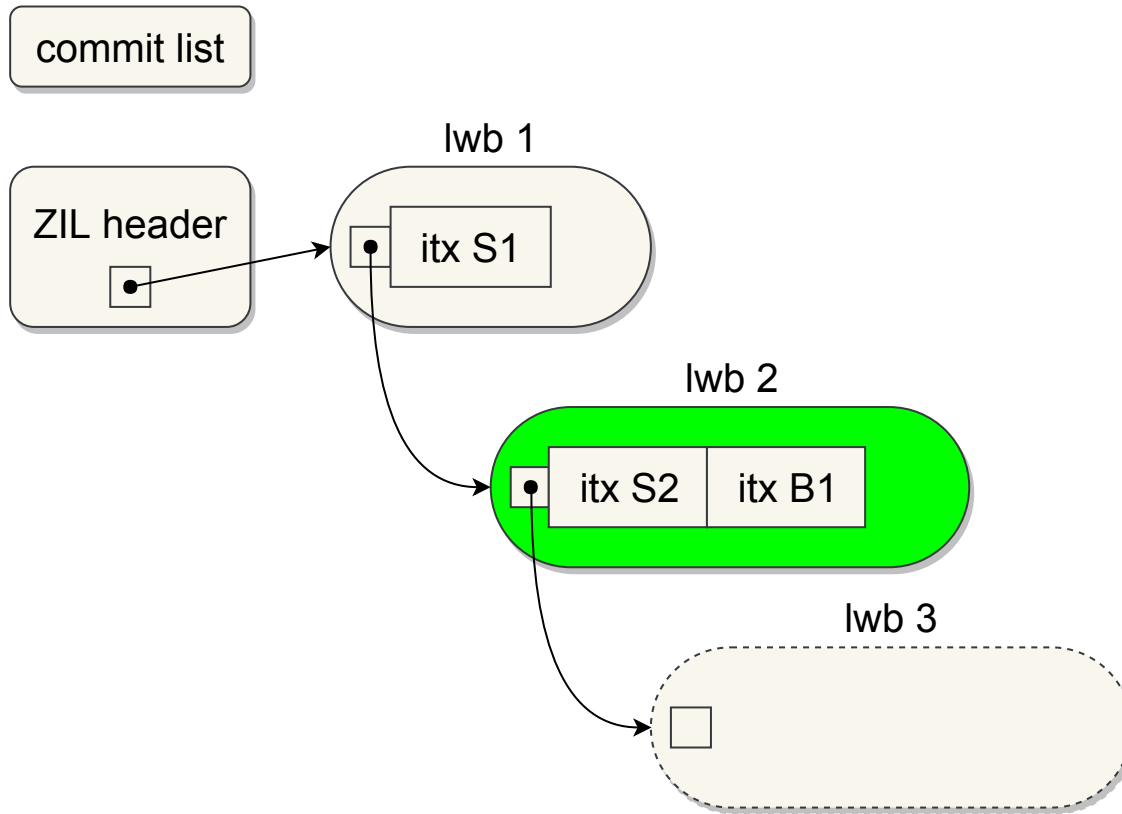 commit list
lwb 1
ZIL header
itx S1
lwb 2
itx S2
itx B1
lwb 3